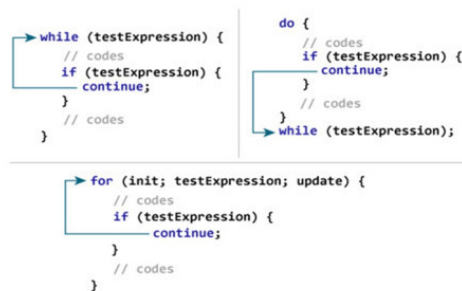 while (testExpression) {
// codes
if (testExpression) {
continue;
}
// codes
}
do {
// codes
if (testExpression) {
continue;
}
// codes
}
while (testExpression);
for (init; testExpression; update) {
// codes
if (testExpression) {
continue;
}
// codes
}